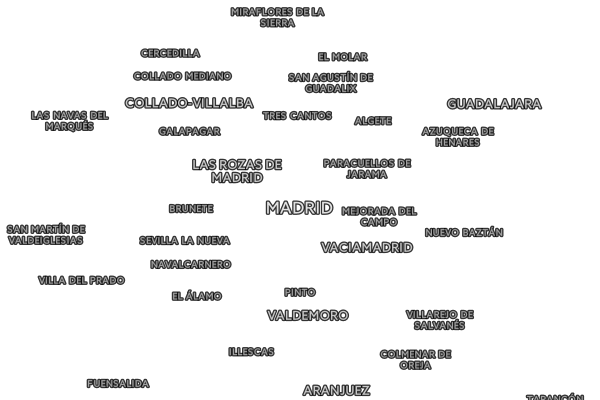 MIRAFLORES DE LA
SIERRA
CERCEDILLA
EL MOLAR
COLLADO MEDIANO
SAN AGUSTÍN DE
GUADALIX
COLLADO-VILLALBA
GUADALAJARA
LAS NAVAS DEL
MARQUÉS
TRES CANTOS
ALGETE
GALAPAGAR
AZUQUECA DE
HENARES
LAS ROZAS DE
MADRID
PARACUELLOS DE
JARAMA
BRUNETE
MADRID
MEJORADA DEL
CAMPO
SAN MARTÍN DE
VALDEIGLESIAS
NUEVO BAZTÁN
SEVILLA LA NUEVA
VACIAMADRID
NAVALCARNERO
VILLA DEL PRADO
EL ÁLAMO
PINTO
VALDEMORO
VILLAREJO DE
SALVANÉS
ILLESCAS
COLMENAR DE
OREJA
FUENSALIDA
ARANJUEZ
TARANCÓN